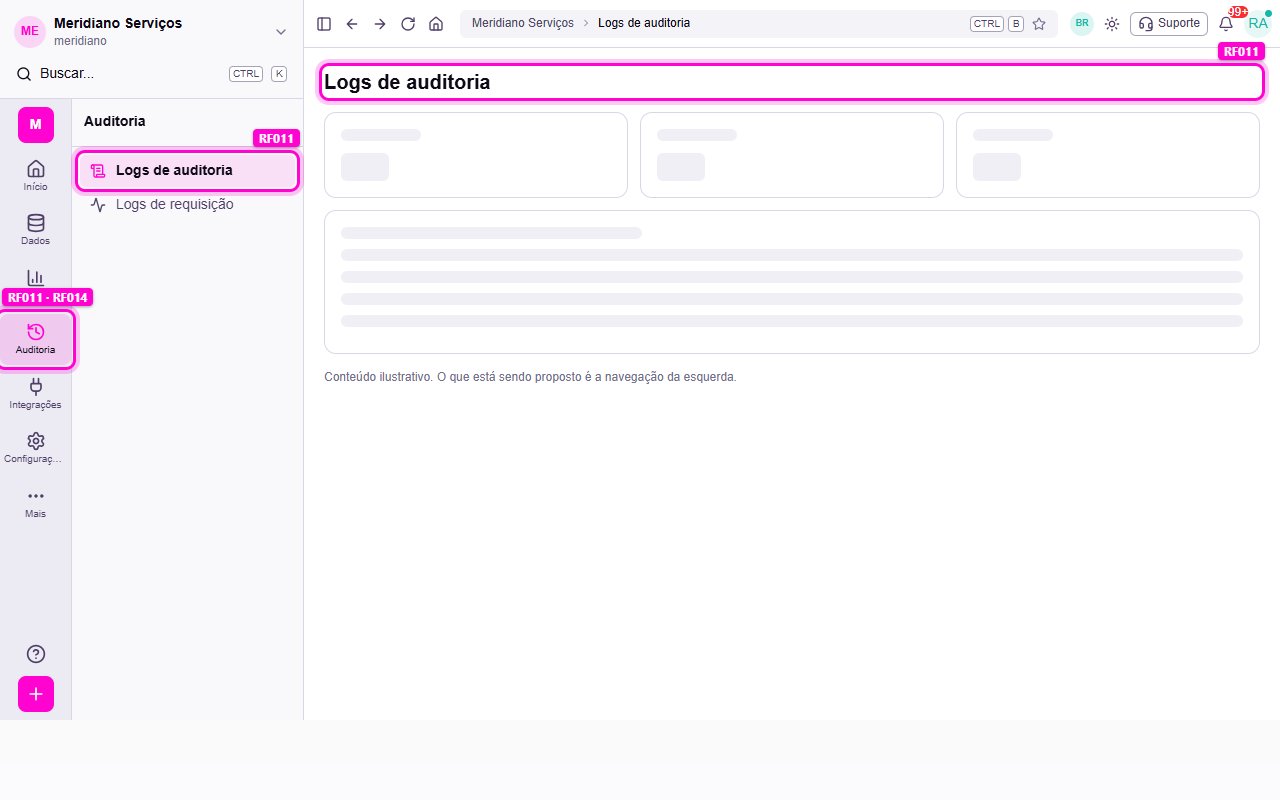 ME
Meridiano Serviços
meridiano
Buscar...
CTRL
K
Meridiano Serviços
Logs de auditoria
CTRL
B
BR
Suporte
99+
RA
M
Início
Dados
RF011 - RF014
Auditoria
Integrações
Configuraç...
Mais
Auditoria
RF011
Logs de auditoria
Logs de requisição
RF011
Logs de auditoria
Conteúdo ilustrativo. O que está sendo proposto é a navegação da esquerda.